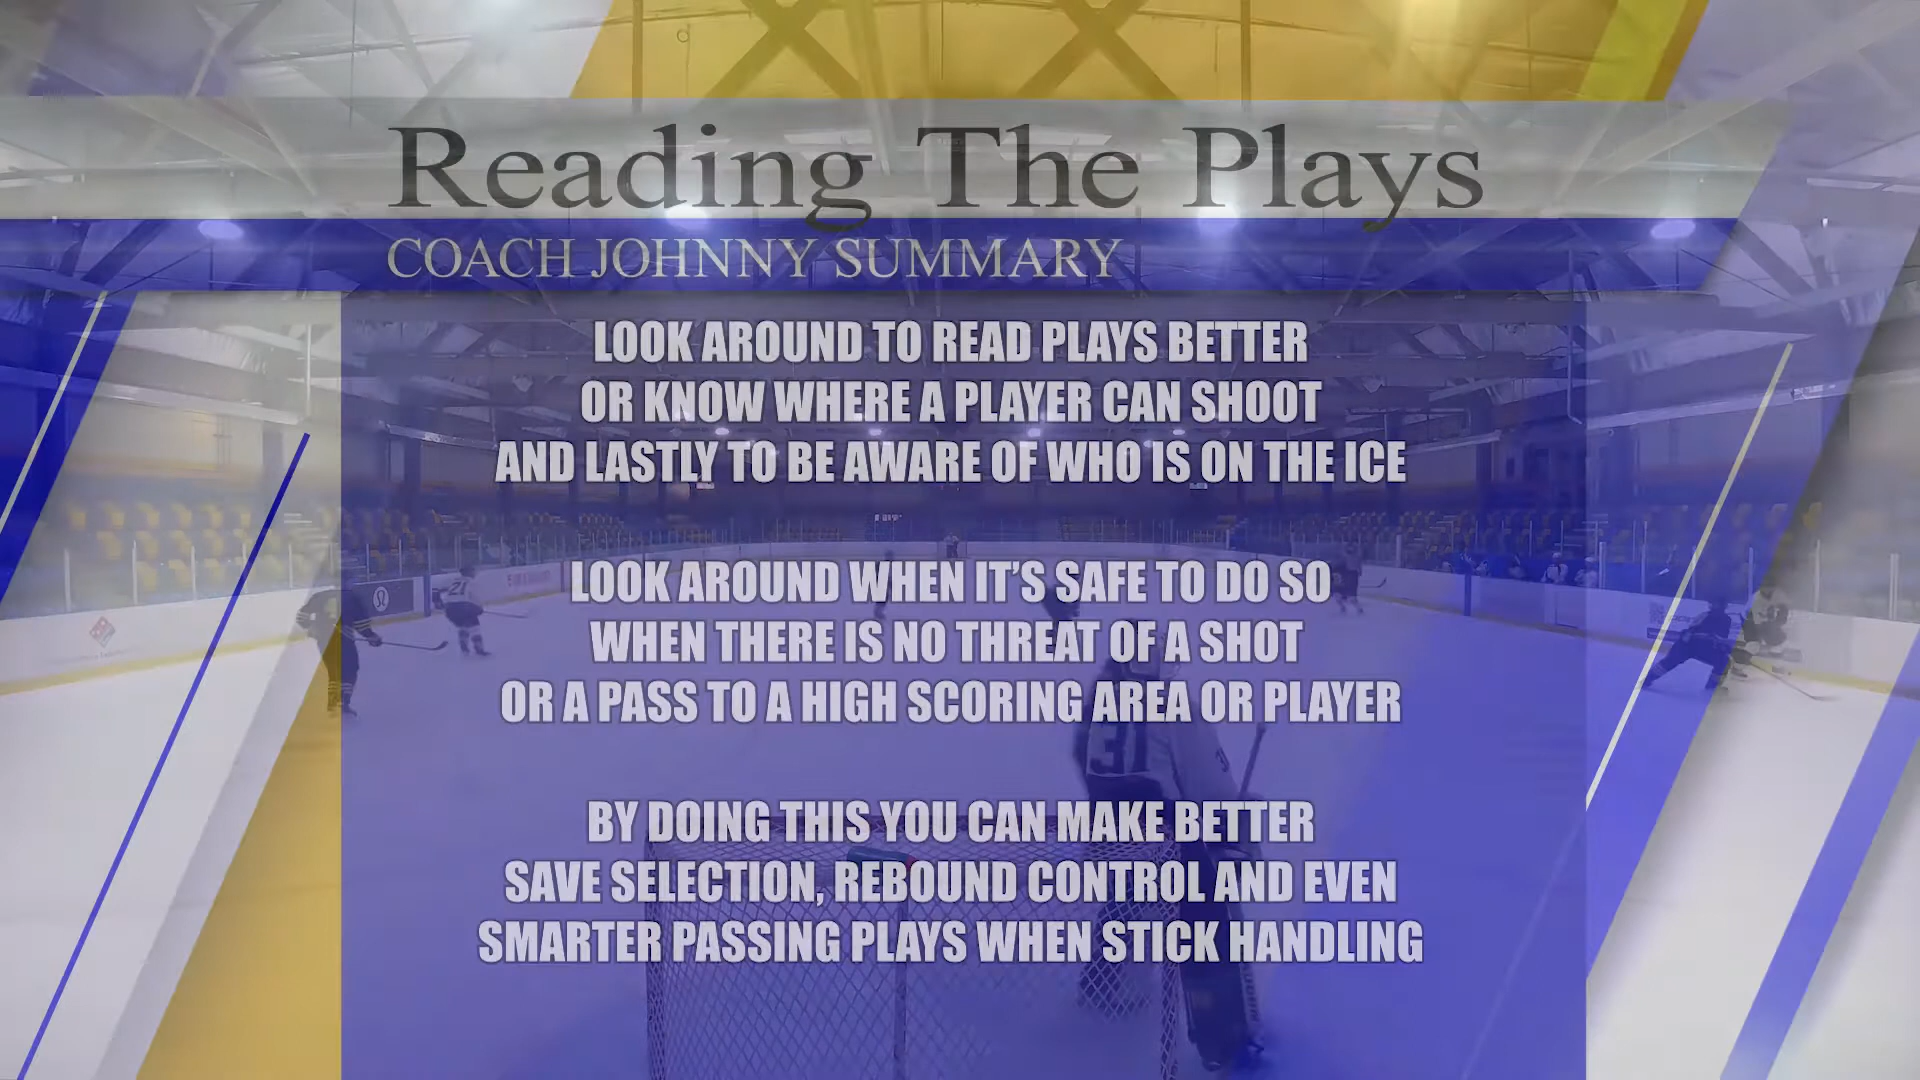 Reading The Plays
COACH JOHNNY SUMMARY
LOOK AROUND TO READ PLAYS BETTER
OR KNOW WHERE A PLAYER CAN SHOOT
AND LASTLY TO BE AWARE OF WHO IS ON THE ICE
LOOK AROUND WHEN IT'S SAFE TO DO SO
WHEN THERE IS NO THREAT OF A SHOT
OR A PASS TO A HIGH SCORING AREA OR PLAYER
BY DOING THIS YOU CAN MAKE BETTER
SAVE SELECTION, REBOUND CONTROL AND EVEN
SMARTER PASSING PLAYS WHEN STICK HANDLING
31
21